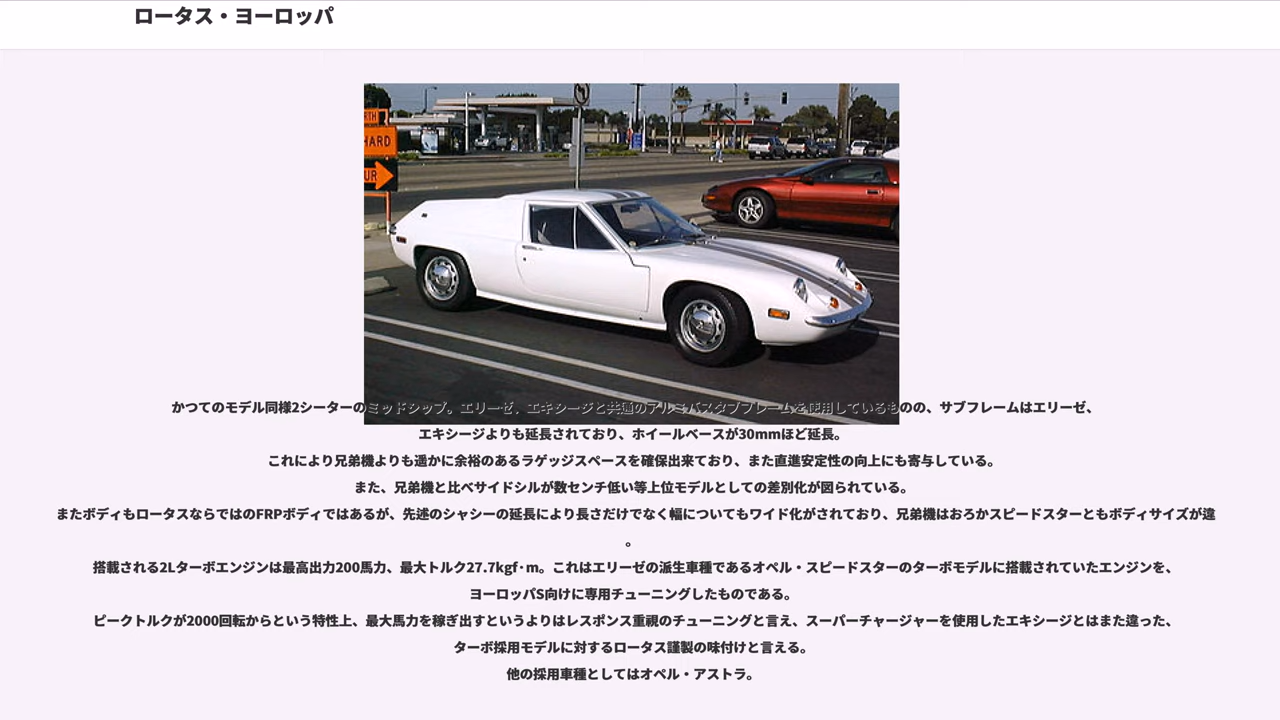 ロータス・ヨーロッパ
RTH
HARD
UR
かつてのモデル同様2シーターのミッドシップ。エリーゼ、エキシージと共通のアルミバスタブフレームを使用しているものの、サブフレームはエリーゼ、
エキシージよりも延長されており、ホイールベースが30mmほど延長。
これにより兄弟機よりも遥かに余裕のあるラゲッジスペースを確保出来ており、また直進安定性の向上にも寄与している。
また、兄弟機と比べサイドシルが数センチ低い等上位モデルとしての差別化が図られている。
またボディもロータスならではのFRPボディではあるが、先述のシャシーの延長により長さだけでなく幅についてもワイド化がされており、兄弟機はおろかスピードスターともボディサイズが違
。
搭載される2Lターボエンジンは最高出力200馬力、最大トルク27.7kgf·m。これはエリーゼの派生車種であるオペル・スピードスターのターボモデルに搭載されていたエンジンを、
ヨーロッパS向けに専用チューニングしたものである。
ピークトルクが2000回転からという特性上、最大馬力を稼ぎ出すというよりはレスポンス重視のチューニングと言え、スーパーチャージャーを使用したエキシージとはまた違った、
ターボ採用モデルに対するロータス謹製の味付けと言える。
他の採用車種としてはオペル・アストラ。